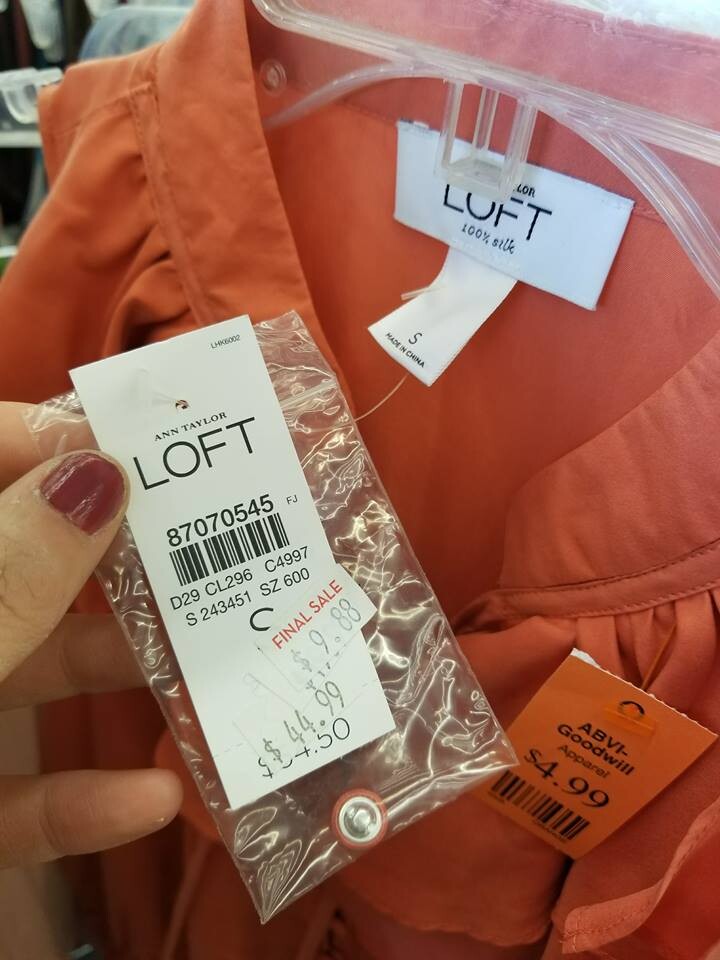 LOFT
100% silk
S
MADE IN CHINA
LHK6002
ANN TAYLOR
LOFT
87070545 FJ
D29 CL296 C4997
S 243451 SZ 600
FINAL SALE
$ 9.88
$ 44.99
ABVI-
Goodwill
Apparel
$4.99